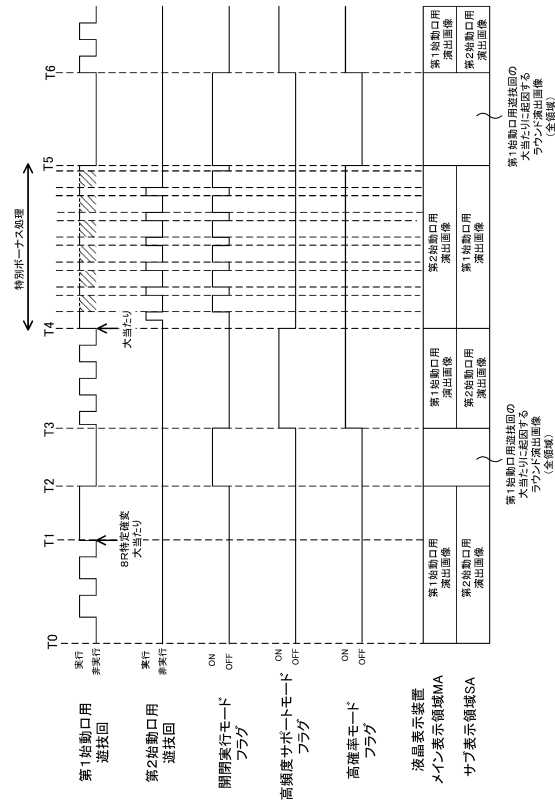 特別ボーナス処理
T0
T1
T2
T3
T4
T5
T6
第1始動口用
遊技回
実行
非実行
8R特定確変
大当たり
大当たり
第2始動口用
遊技回
実行
非実行
開閉実行モード
フラグ
ON
OFF
高頻度サポートモード
フラグ
ON
OFF
高確率モード
フラグ
ON
OFF
液晶表示装置
メイン表示領域MA
第1始動口用
演出画像
第1始動口用
演出画像
第2始動口用
演出画像
第1始動口用
演出画像
サブ表示領域SA
第2始動口用
演出画像
第2始動口用
演出画像
第1始動口用
演出画像
第2始動口用
演出画像
第1始動口用遊技回の
大当たりに起因する
ラウンド演出画像
(全領域)
第1始動口用遊技回の
大当たりに起因する
ラウンド演出画像
(全領域)